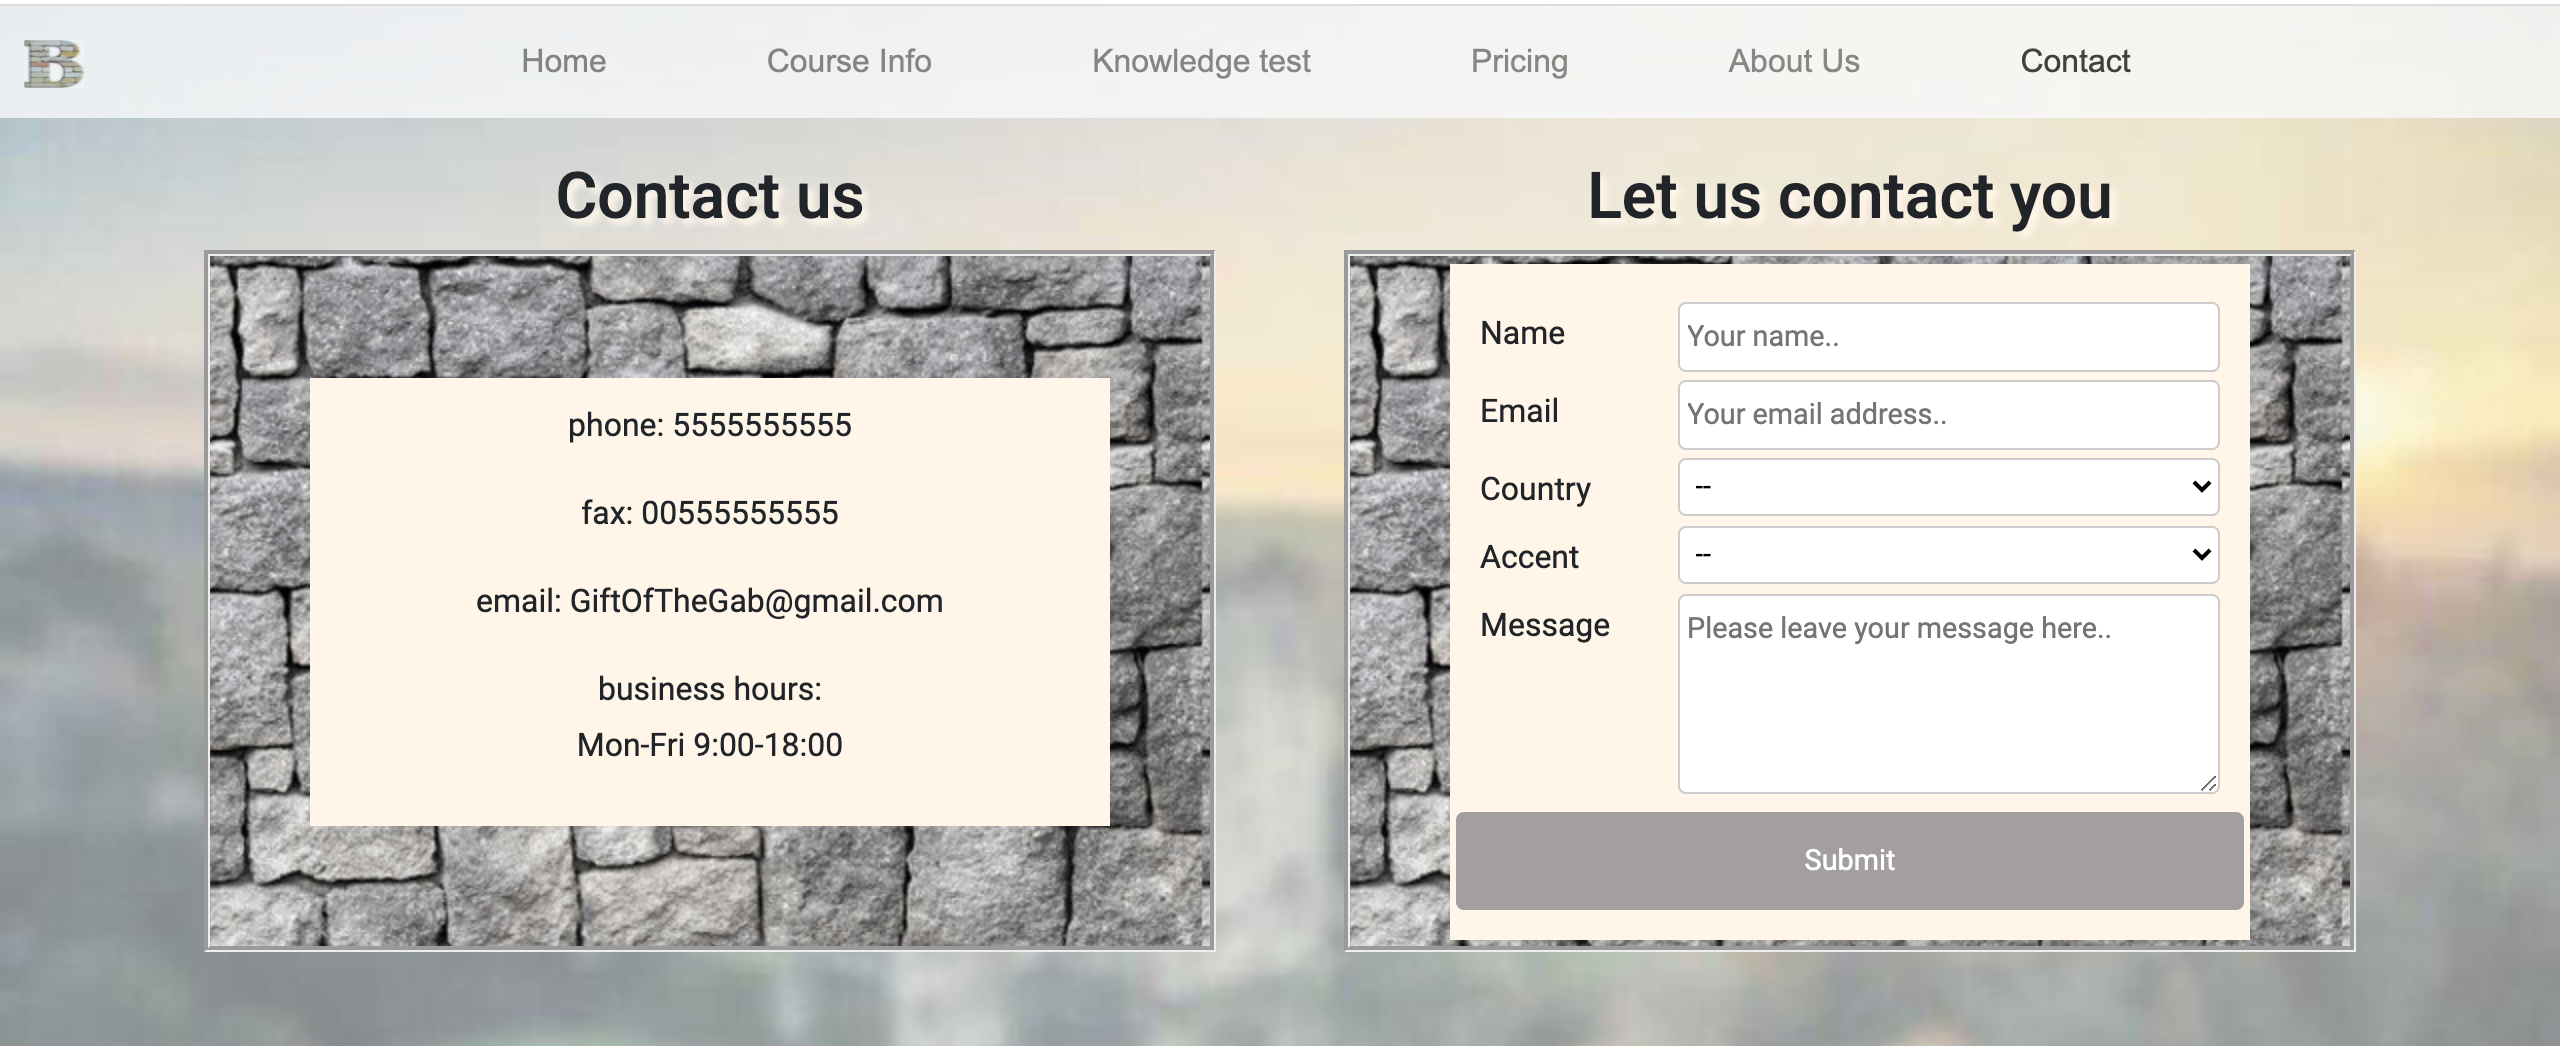 B
Home Course Info Knowledge test Pricing About Us Contact
Contact us
phone: 5555555555
fax: 00555555555
email: GiftOfTheGab@gmail.com
business hours:
Mon-Fri 9:00-18:00
Let us contact you
Name Your name..
Email Your email address..
Country --
Accent --
Message Please leave your message here..
Submit